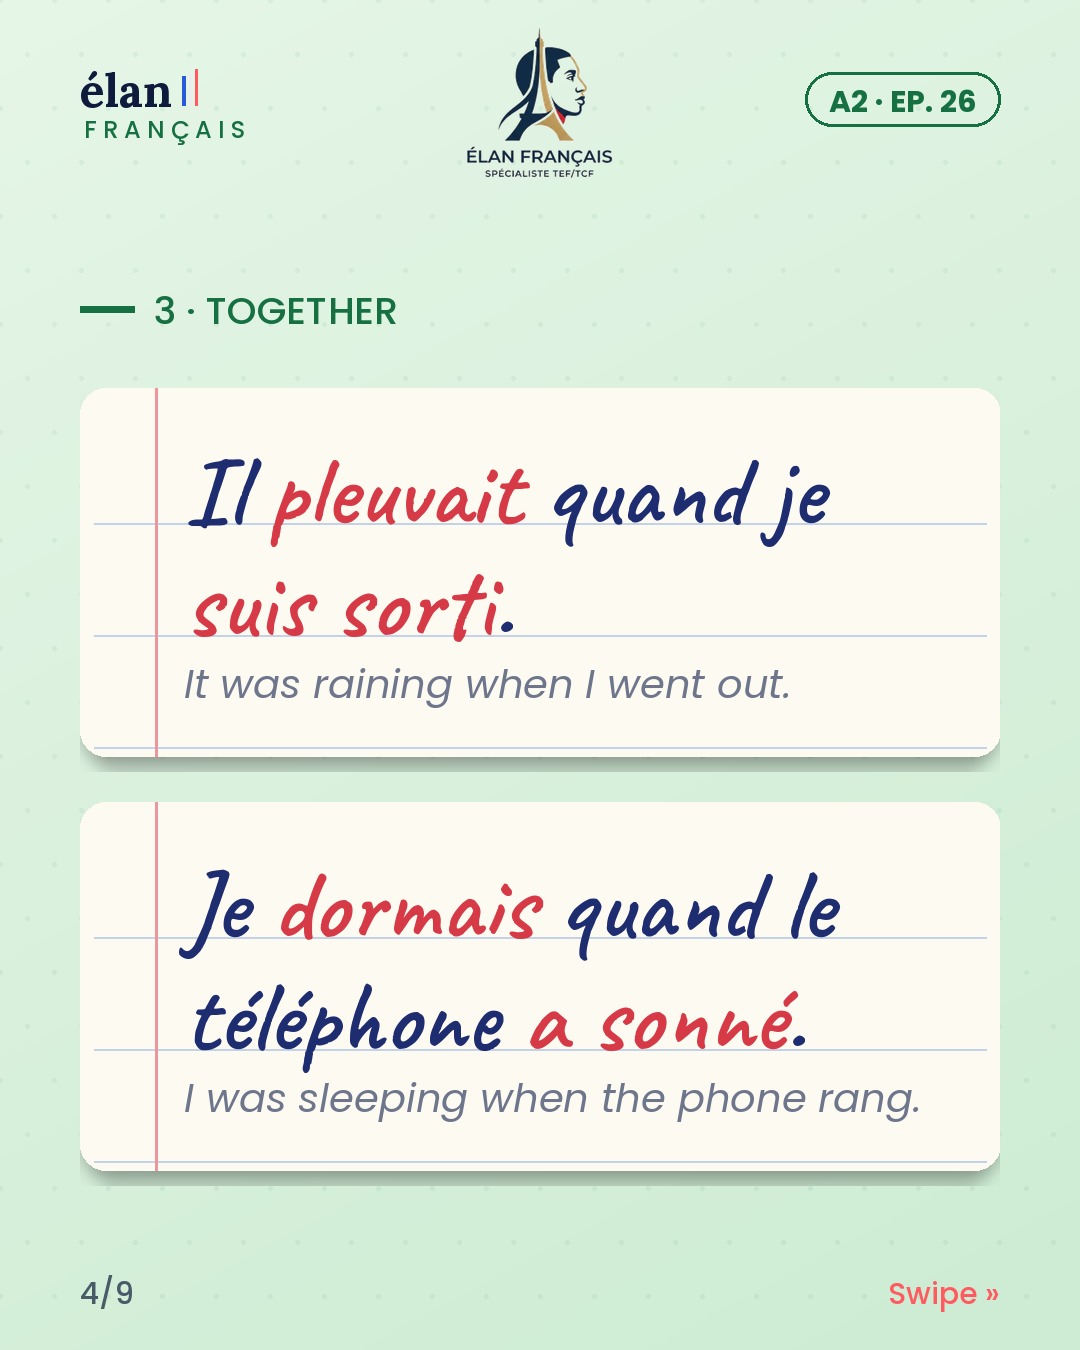 élan
FRANÇAIS
ÉLAN FRANÇAIS
SPÉCIALISTE TEF/TCF
A2 · EP. 26
3 · TOGETHER
Il pleuvait quand je
suis sorti.
It was raining when I went out.
Je dormais quand le
téléphone a sonné.
I was sleeping when the phone rang.
4/9
Swipe »